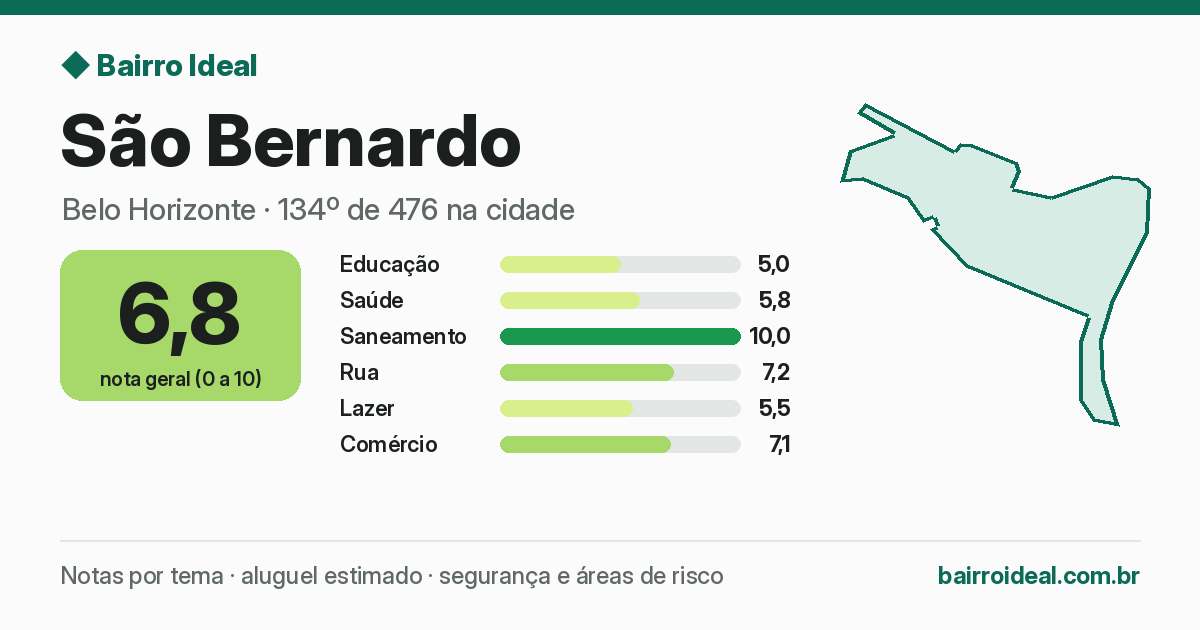 Bairro Ideal
São Bernardo
Belo Horizonte · 134º de 476 na cidade
6,8
nota geral (0 a 10)
Educação 5,0
Saúde 5,8
Saneamento 10,0
Rua 7,2
Lazer 5,5
Comércio 7,1
Notas por tema · aluguel estimado · segurança e áreas de risco
bairroideal.com.br